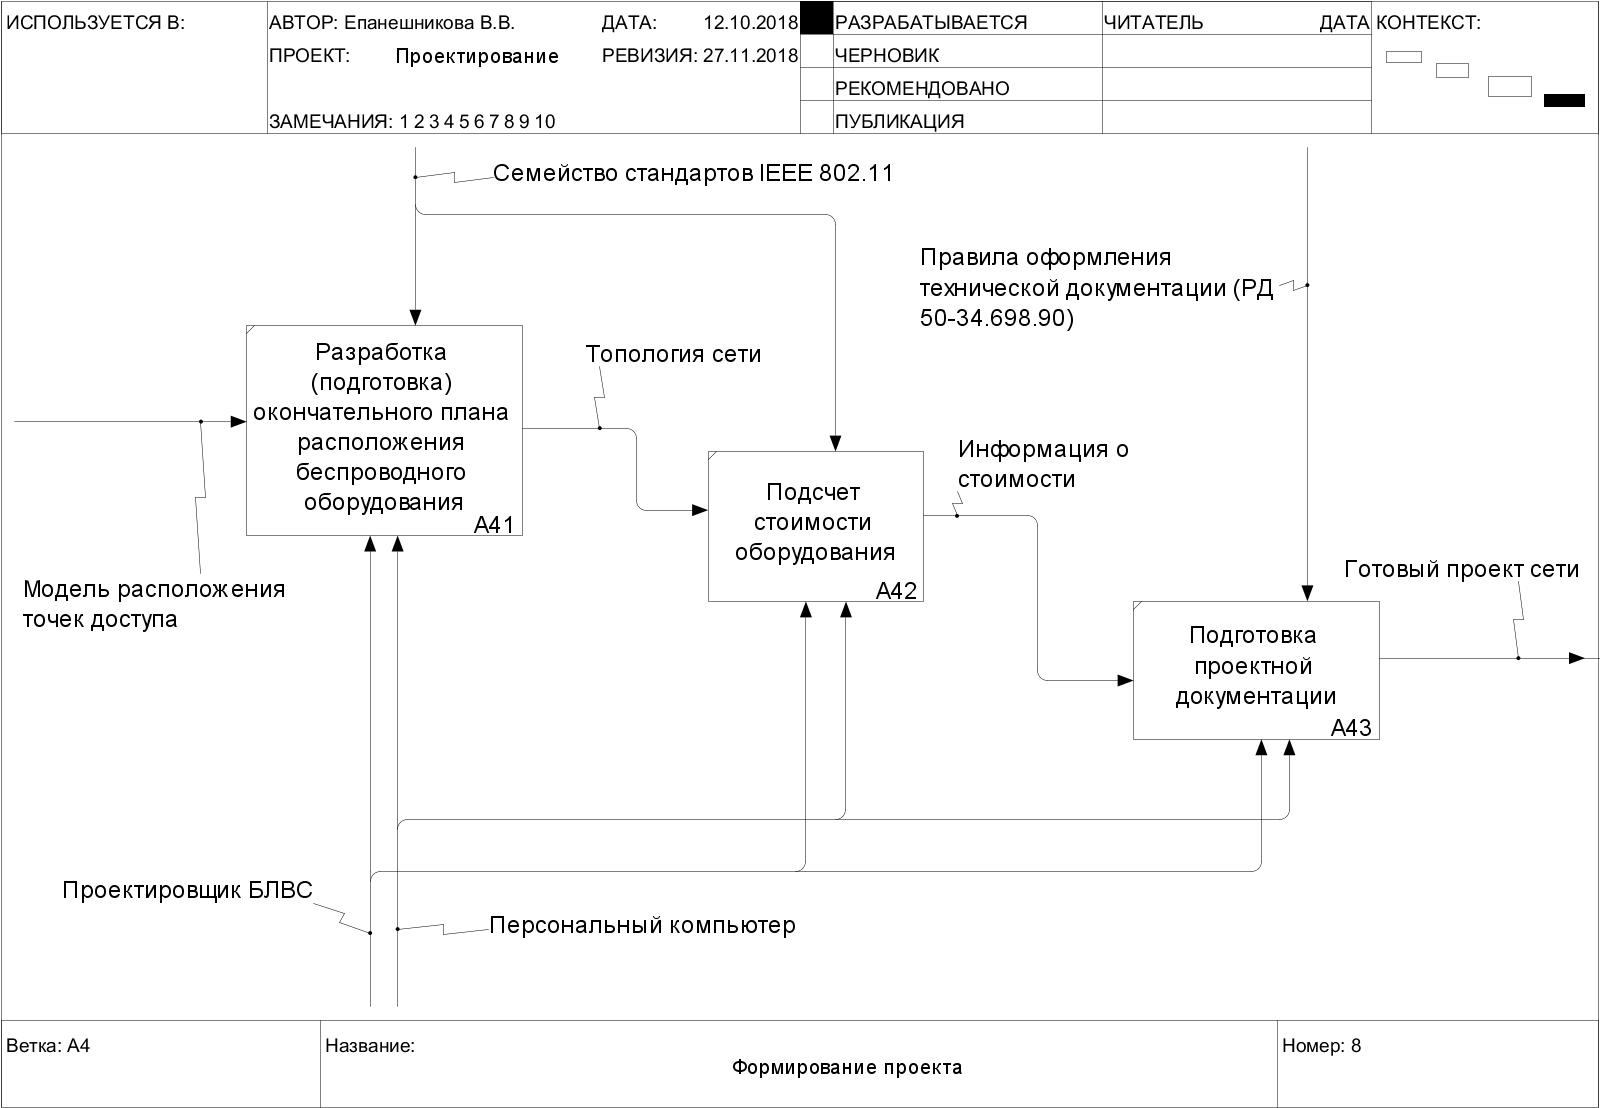 ИСПОЛЬЗУЕТСЯ В:
АВТОР: Епанешникова В.В.
ДАТА: 12.10.2018
РАЗРАБАТЫВАЕТСЯ
ЧИТАТЕЛЬ
ДАТА
КОНТЕКСТ:
ПРОЕКТ: Проектирование
РЕВИЗИЯ: 27.11.2018
ЧЕРНОВИК
РЕКОМЕНДОВАНО
ЗАМЕЧАНИЯ: 1 2 3 4 5 6 7 8 9 10
ПУБЛИКАЦИЯ
Семейство стандартов IEEE 802.11
Правила оформления
технической документации (РД
50-34.698.90)
Разработка
(подготовка)
окончательного плана
расположения
беспроводного
оборудования
A41
Топология сети
Информация о
стоимости
Подсчет
стоимости
оборудования
A42
Модель расположения
точек доступа
Готовый проект сети
Подготовка
проектной
документации
A43
Проектировщик БЛВС
Персональный компьютер
Ветка: A4
Название:
Формирование проекта
Номер: 8